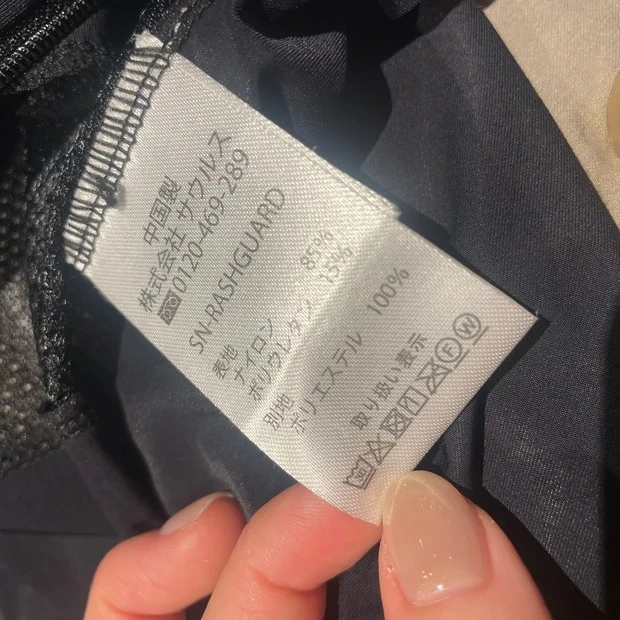 中国製
株式会社 サウルス
0120-469-289
SN-RASHGUARD
表地
ナイロン 85%
ポリウレタン 15%
別地
ポリエステル 100%
取り扱い表示